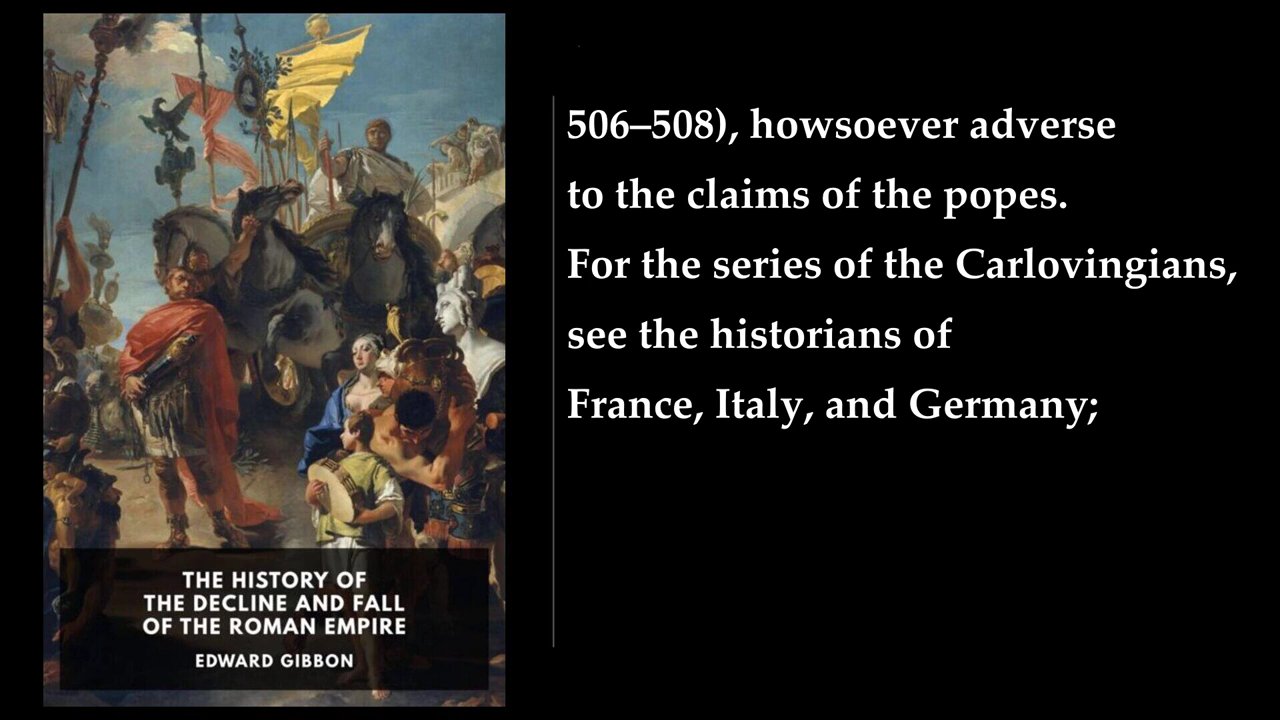 506–508), howsoever adverse
to the claims of the popes.
For the series of the Carlovingians,
see the historians of
France, Italy, and Germany;
THE HISTORY OF
THE DECLINE AND FALL
OF THE ROMAN EMPIRE
EDWARD GIBBON